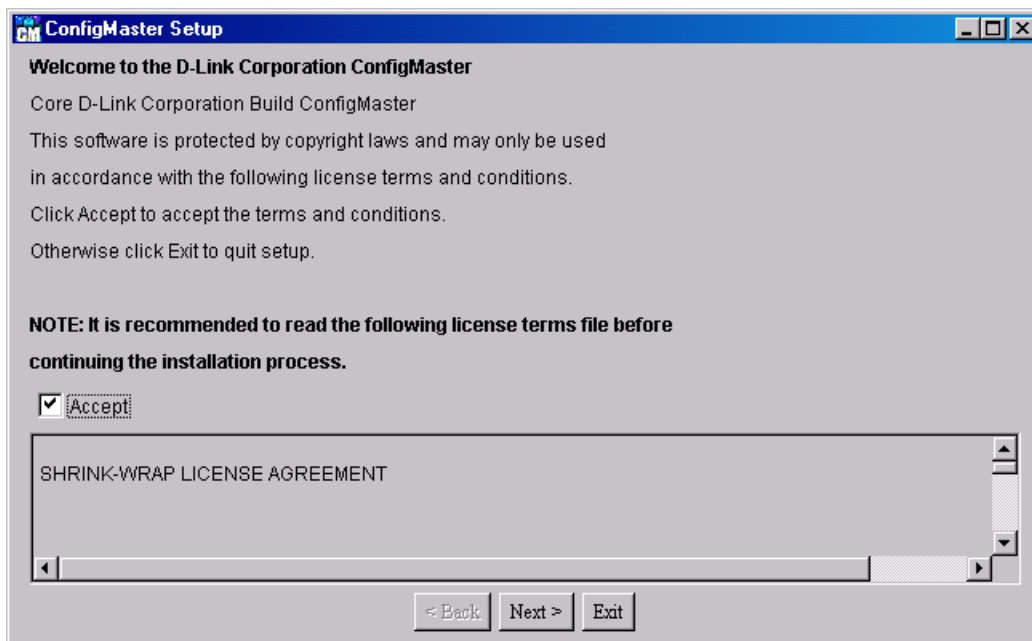 CM ConfigMaster Setup
Welcome to the D-Link Corporation ConfigMaster
Core D-Link Corporation Build ConfigMaster
This software is protected by copyright laws and may only be used
in accordance with the following license terms and conditions.
Click Accept to accept the terms and conditions.
Otherwise click Exit to quit setup.
NOTE: It is recommended to read the following license terms file before
continuing the installation process.
Accept
SHRINK-WRAP LICENSE AGREEMENT
< Back Next > Exit